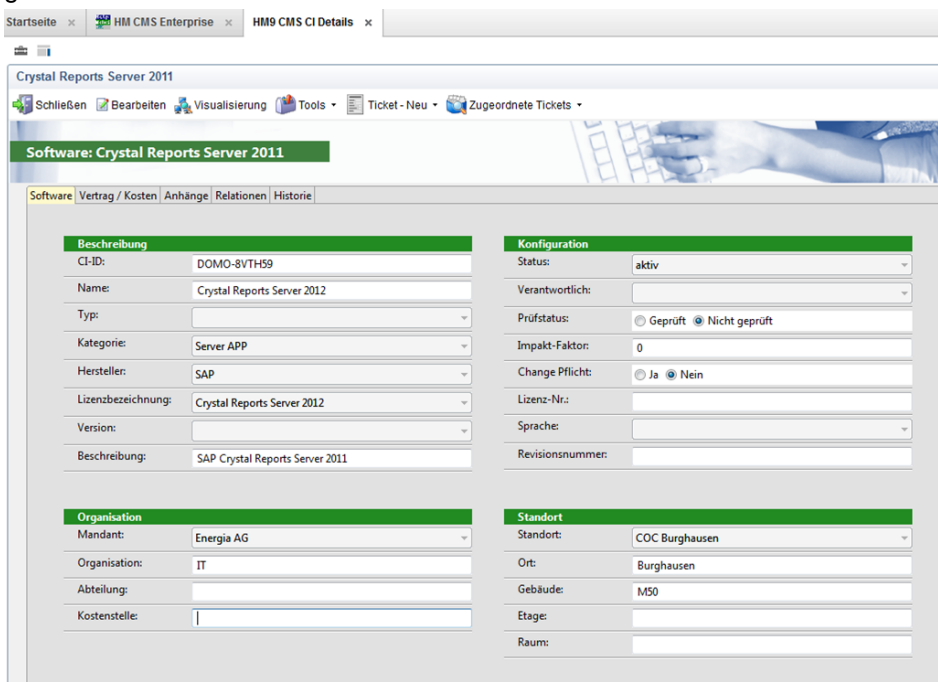 Startseite × HM CMS Enterprise × HM9 CMS CI Details ×
Crystal Reports Server 2011
Schließen Bearbeiten Visualisierung Tools Ticket - Neu Zugeordnete Tickets
Software: Crystal Reports Server 2011
Software Vertrag / Kosten Anhänge Relationen Historie
Beschreibung
CI-ID: DOMO-8VTH59
Name: Crystal Reports Server 2012
Typ:
Kategorie: Server APP
Hersteller: SAP
Lizenzbezeichnung: Crystal Reports Server 2012
Version:
Beschreibung: SAP Crystal Reports Server 2011
Konfiguration
Status: aktiv
Verantwortlich:
Prüfstatus: Geprüft Nicht geprüft
Impakt-Faktor: 0
Change Pflicht: Ja Nein
Lizenz-Nr.:
Sprache:
Revisionsnummer:
Organisation
Mandant: Energia AG
Organisation: IT
Abteilung:
Kostenstelle:
Standort
Standort: COC Burghausen
Ort: Burghausen
Gebäude: M50
Etage:
Raum: